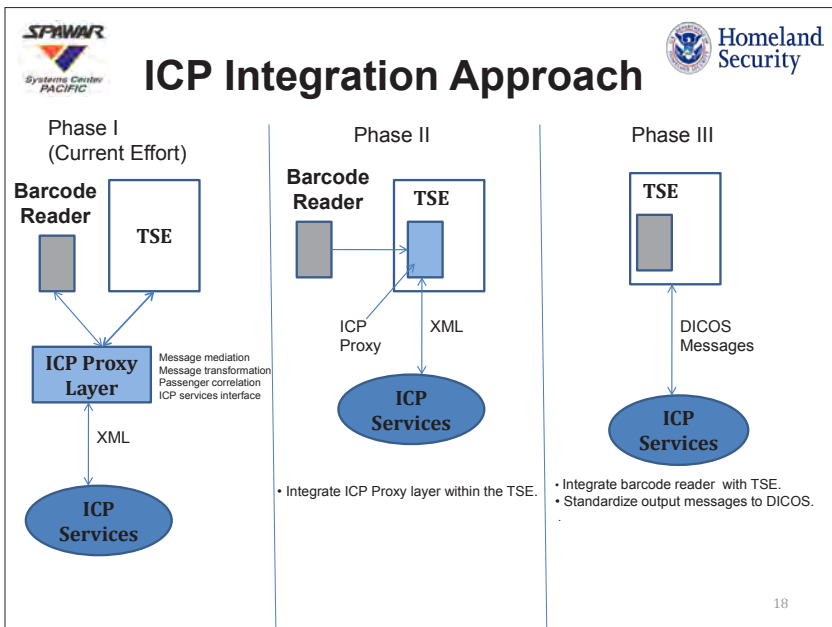 SPAWAR
Systems Center
PACIFIC
ICP Integration Approach
Homeland
Security
Phase I
(Current Effort)
Barcode
Reader
TSE
ICP Proxy
Layer
Message mediation
Message transformation
Passenger correlation
ICP services interface
XML
ICP
Services
Phase II
Barcode
Reader
TSE
ICP
Proxy
XML
ICP
Services
• Integrate ICP Proxy layer within the TSE.
Phase III
TSE
DICOS
Messages
ICP
Services
• Integrate barcode reader with TSE.
• Standardize output messages to DICOS.
.
18